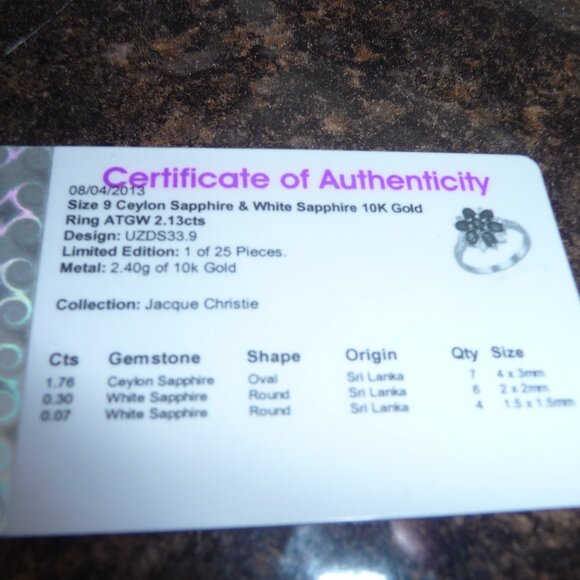 Certificate of Authenticity
08/04/2013
Size 9 Ceylon Sapphire & White Sapphire 10K Gold
Ring ATGW 2.13cts
Design: UZDS33.9
Limited Edition: 1 of 25 Pieces.
Metal: 2.40g of 10k Gold
Collection: Jacque Christie
Cts Gemstone Shape Origin Qty Size
1.76 Ceylon Sapphire Oval Sri Lanka 7 4 x 3mm
0.30 White Sapphire Round Sri Lanka 6 2 x 2mm
0.07 White Sapphire Round Sri Lanka 4 1.5 x 1.5mm